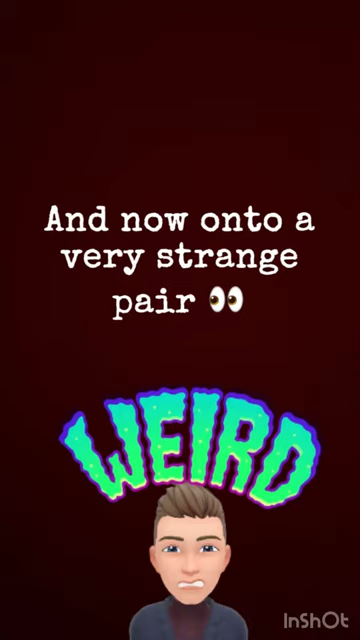 And now onto a
very strange
pair 👀
WEIRD
InShOt